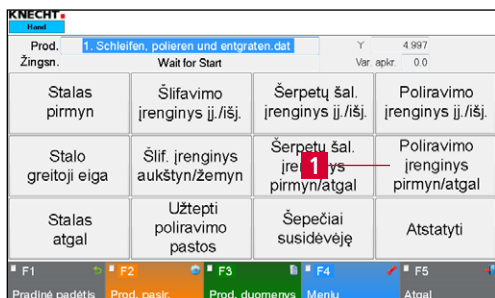 KNECHT
Hand
Prod. 1. Schleifen, polieren und entgraten.dat Y 4.997
Žingsn. Wait for Start Var. apkr. 0.0
Stalas pirmyn
Šlifavimo įrenginys įj./išj.
Šerpetų šal. įrenginys įj./išj.
Poliravimo įrenginys įj./išj.
Stalo greitoji eiga
Šlif. įrenginys aukštyn/žemyn
Šerpetų šal.
pirmyn/atgal
1
Poliravimo įrenginys pirmyn/atgal
Stalas atgal
Užtepti poliravimo pastos
Šepečiai susidėvėję
Atstatyti
F1 F2 F3 F4 F5
Pradinė padėtis Prod. pasir. Prod. duomenys Meniu Atgal